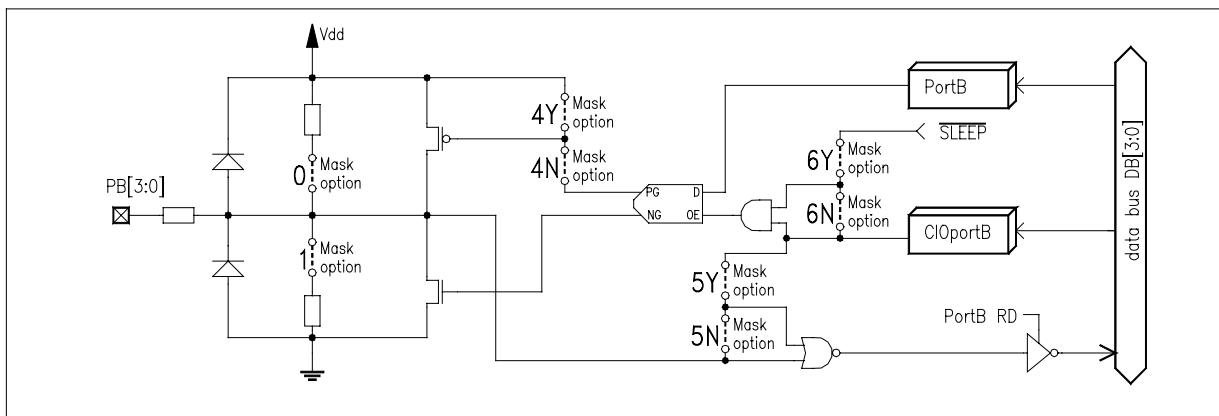 Vdd
4Y
Mask
option
4N
Mask
option
0
Mask
option
PB[3:0]
1
Mask
option
PG
D
NG
OE
PortB
SLEEP
6Y
Mask
option
6N
Mask
option
CIOportB
5Y
Mask
option
5N
Mask
option
PortB RD
data bus DB[3:0]